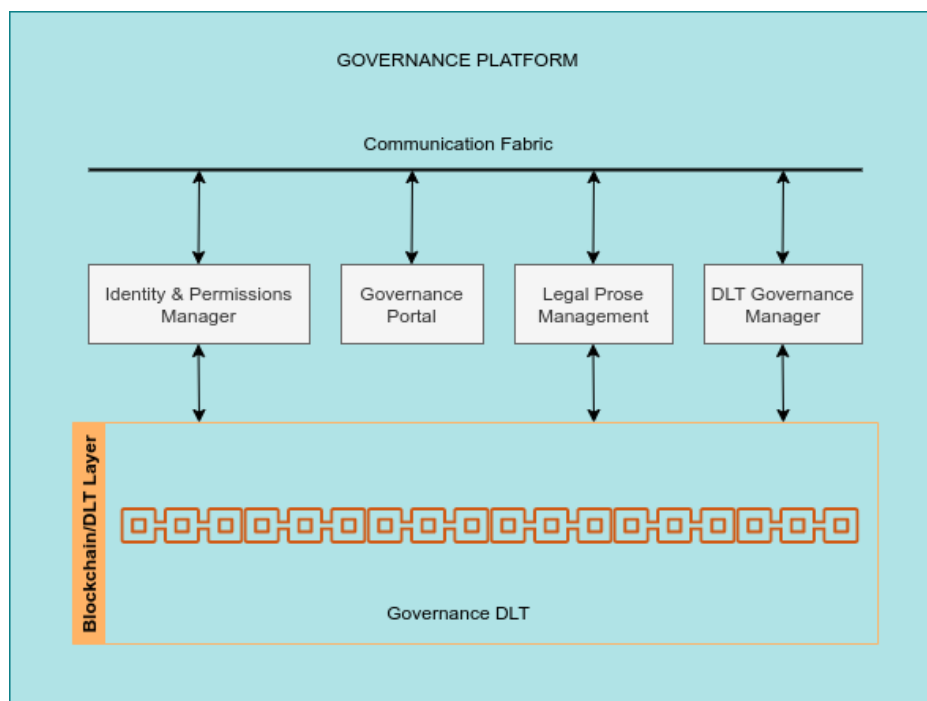 GOVERNANCE PLATFORM
Communication Fabric
Identity & Permissions
Manager
Governance
Portal
Legal Prose
Management
DLT Governance
Manager
Blockchain/DLT Layer
Governance DLT